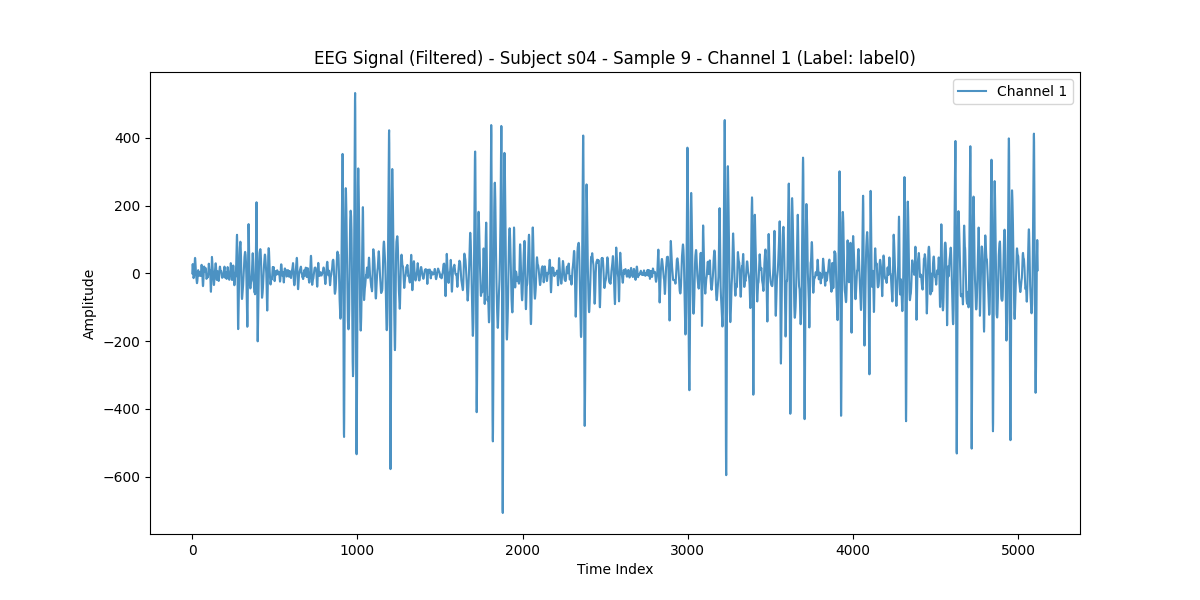 EEG Signal (Filtered) - Subject s04 - Sample 9 - Channel 1 (Label: label0)
Channel 1
400
200
0
−200
−400
−600
Amplitude
0 1000 2000 3000 4000 5000
Time Index